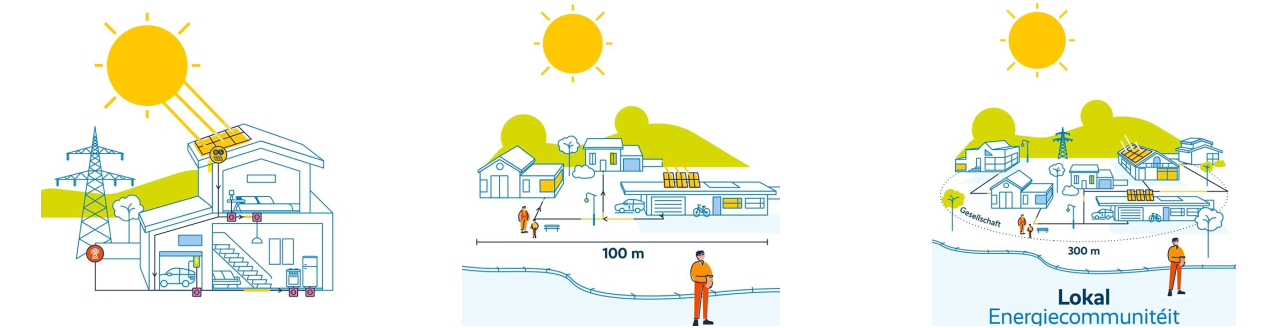 100 m
Gesellschaft
300 m
Lokal
Energiecommunitéit